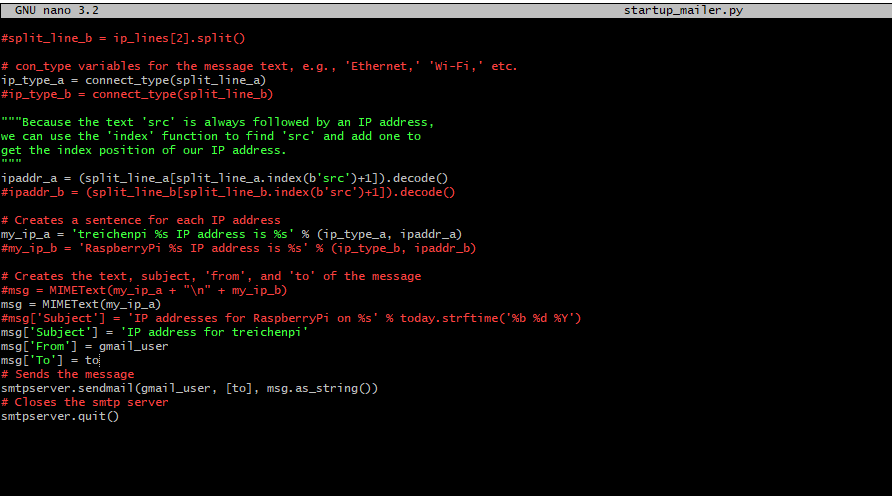 GNU nano 3.2 startup_mailer.py
#split_line_b = ip_lines[2].split()
# con_type variables for the message text, e.g., 'Ethernet,' 'Wi-Fi,' etc.
ip_type_a = connect_type(split_line_a)
#ip_type_b = connect_type(split_line_b)
"""Because the text 'src' is always followed by an IP address,
we can use the 'index' function to find 'src' and add one to
get the index position of our IP address.
"""
ipaddr_a = (split_line_a[split_line_a.index(b'src')+1]).decode()
#ipaddr_b = (split_line_b[split_line_b.index(b'src')+1]).decode()
# Creates a sentence for each IP address
my_ip_a = 'treichenpi %s IP address is %s' % (ip_type_a, ipaddr_a)
#my_ip_b = 'RaspberryPi %s IP address is %s' % (ip_type_b, ipaddr_b)
# Creates the text, subject, 'from', and 'to' of the message
#msg = MIMEText(my_ip_a + "\n" + my_ip_b)
msg = MIMEText(my_ip_a)
#msg['Subject'] = 'IP addresses for RaspberryPi on %s' % today.strftime('%b %d %Y')
msg['Subject'] = 'IP address for treichenpi'
msg['From'] = gmail_user
msg['To'] = to
# Sends the message
smtpserver.sendmail(gmail_user, [to], msg.as_string())
# Closes the smtp server
smtpserver.quit()